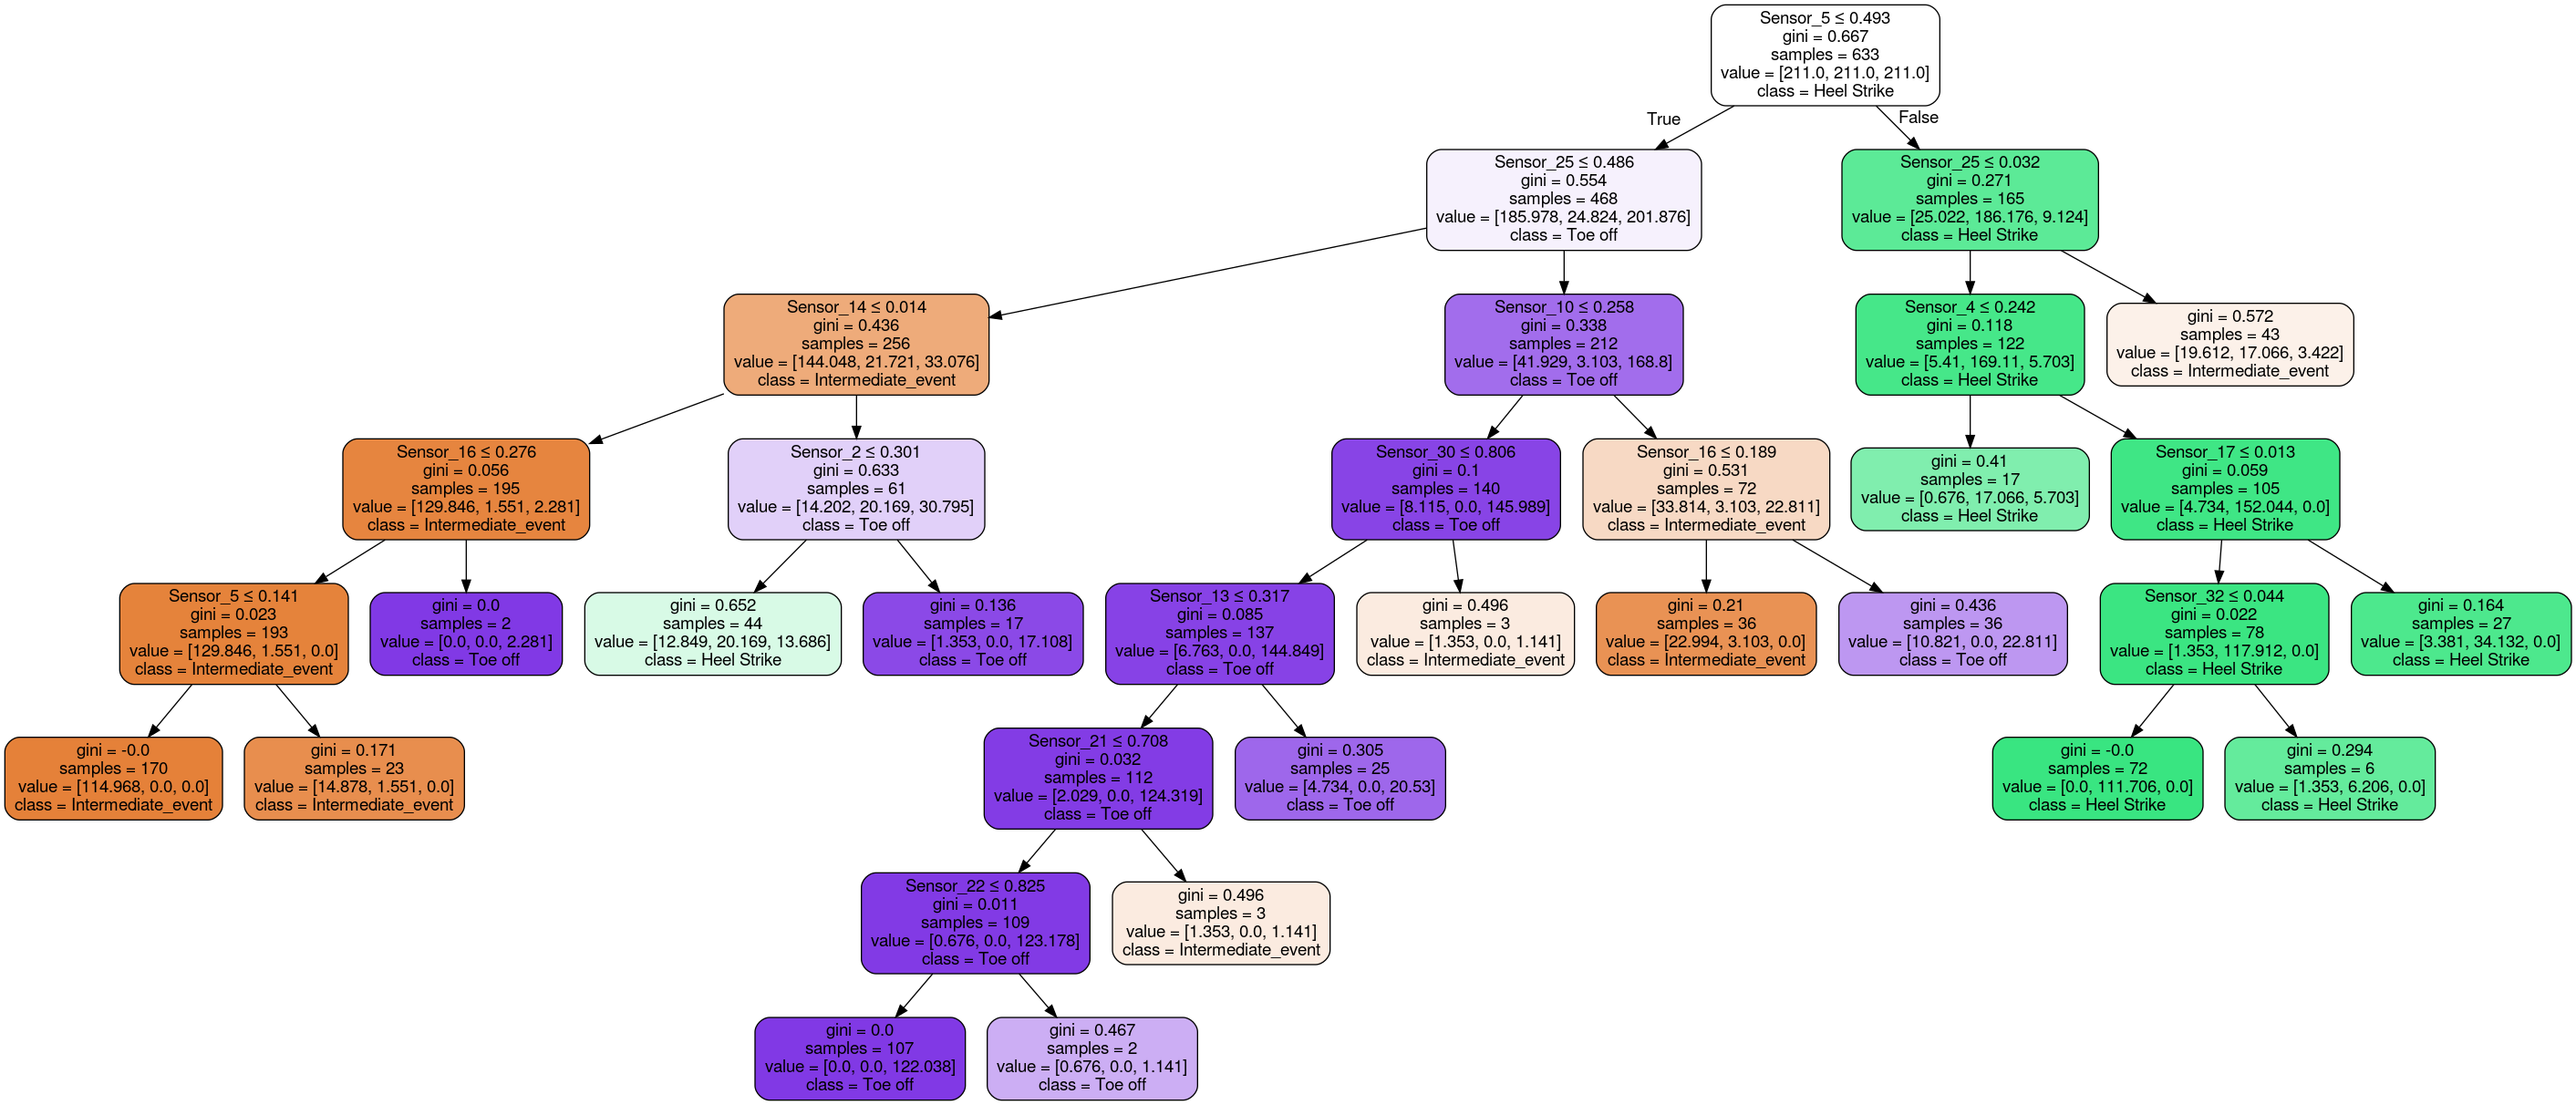 Sensor_5 ≤ 0.493
gini = 0.667
samples = 633
value = [211.0, 211.0, 211.0]
class = Heel Strike
True
False
Sensor_25 ≤ 0.486
gini = 0.554
samples = 468
value = [185.978, 24.824, 201.876]
class = Toe off
Sensor_25 ≤ 0.032
gini = 0.271
samples = 165
value = [25.022, 186.176, 9.124]
class = Heel Strike
Sensor_14 ≤ 0.014
gini = 0.436
samples = 256
value = [144.048, 21.721, 33.076]
class = Intermediate_event
Sensor_10 ≤ 0.258
gini = 0.338
samples = 212
value = [41.929, 3.103, 168.8]
class = Toe off
Sensor_4 ≤ 0.242
gini = 0.118
samples = 122
value = [5.41, 169.11, 5.703]
class = Heel Strike
gini = 0.572
samples = 43
value = [19.612, 17.066, 3.422]
class = Intermediate_event
Sensor_16 ≤ 0.276
gini = 0.056
samples = 195
value = [129.846, 1.551, 2.281]
class = Intermediate_event
Sensor_2 ≤ 0.301
gini = 0.633
samples = 61
value = [14.202, 20.169, 30.795]
class = Toe off
Sensor_30 ≤ 0.806
gini = 0.1
samples = 140
value = [8.115, 0.0, 145.989]
class = Toe off
Sensor_16 ≤ 0.189
gini = 0.531
samples = 72
value = [33.814, 3.103, 22.811]
class = Intermediate_event
gini = 0.41
samples = 17
value = [0.676, 17.066, 5.703]
class = Heel Strike
Sensor_17 ≤ 0.013
gini = 0.059
samples = 105
value = [4.734, 152.044, 0.0]
class = Heel Strike
Sensor_5 ≤ 0.141
gini = 0.023
samples = 193
value = [129.846, 1.551, 0.0]
class = Intermediate_event
gini = 0.0
samples = 2
value = [0.0, 0.0, 2.281]
class = Toe off
gini = 0.652
samples = 44
value = [12.849, 20.169, 13.686]
class = Heel Strike
gini = 0.136
samples = 17
value = [1.353, 0.0, 17.108]
class = Toe off
Sensor_13 ≤ 0.317
gini = 0.085
samples = 137
value = [6.763, 0.0, 144.849]
class = Toe off
gini = 0.496
samples = 3
value = [1.353, 0.0, 1.141]
class = Intermediate_event
gini = 0.21
samples = 36
value = [22.994, 3.103, 0.0]
class = Intermediate_event
gini = 0.436
samples = 36
value = [10.821, 0.0, 22.811]
class = Toe off
Sensor_32 ≤ 0.044
gini = 0.022
samples = 78
value = [1.353, 117.912, 0.0]
class = Heel Strike
gini = 0.164
samples = 27
value = [3.381, 34.132, 0.0]
class = Heel Strike
gini = -0.0
samples = 170
value = [114.968, 0.0, 0.0]
class = Intermediate_event
gini = 0.171
samples = 23
value = [14.878, 1.551, 0.0]
class = Intermediate_event
Sensor_21 ≤ 0.708
gini = 0.032
samples = 112
value = [2.029, 0.0, 124.319]
class = Toe off
gini = 0.305
samples = 25
value = [4.734, 0.0, 20.53]
class = Toe off
gini = -0.0
samples = 72
value = [0.0, 111.706, 0.0]
class = Heel Strike
gini = 0.294
samples = 6
value = [1.353, 6.206, 0.0]
class = Heel Strike
Sensor_22 ≤ 0.825
gini = 0.011
samples = 109
value = [0.676, 0.0, 123.178]
class = Toe off
gini = 0.496
samples = 3
value = [1.353, 0.0, 1.141]
class = Intermediate_event
gini = 0.0
samples = 107
value = [0.0, 0.0, 122.038]
class = Toe off
gini = 0.467
samples = 2
value = [0.676, 0.0, 1.141]
class = Toe off